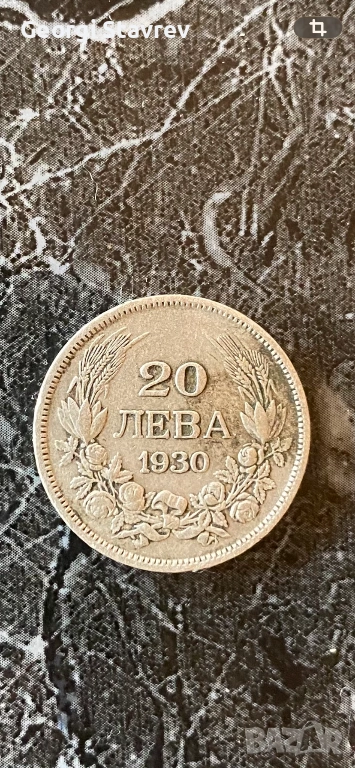 Georgi Stavrev
20
ЛЕВА
1930
BAZAR